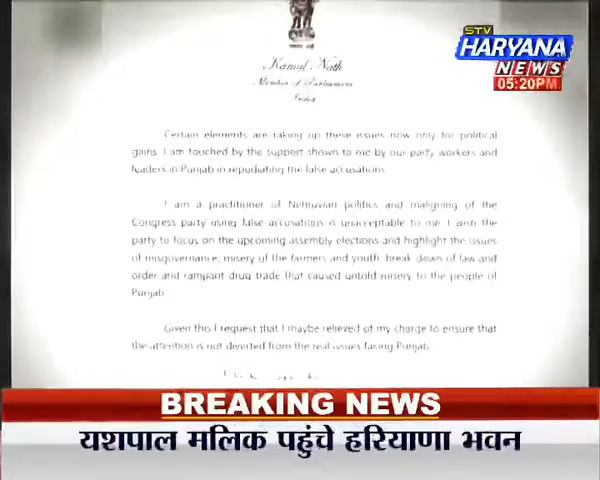 STV
HARYANA
NEWS
05:20PM
Kamal Nath
Member of Parliament
India
Certain elements are taking up these issues now only for political
gains. I am touched by the support shown to me by our party workers and
leaders in Punjab in repudiating the false accusations.
I am a practitioner of Nehruvian politics and maligning of the
Congress party using false accusations is unacceptable to me. I wish the
party to focus on the upcoming assembly elections and highlight the issues
of misgovernance, misery of the farmers and youth, break down of law and
order and rampant drug trade that caused untold misery to the people of
Punjab.
Given this I request that I maybe relieved of my charge to ensure that
the attention is not diverted from the real issues facing Punjab.
BREAKING NEWS
यशपाल मलिक पहुंचे हरियाणा भवन